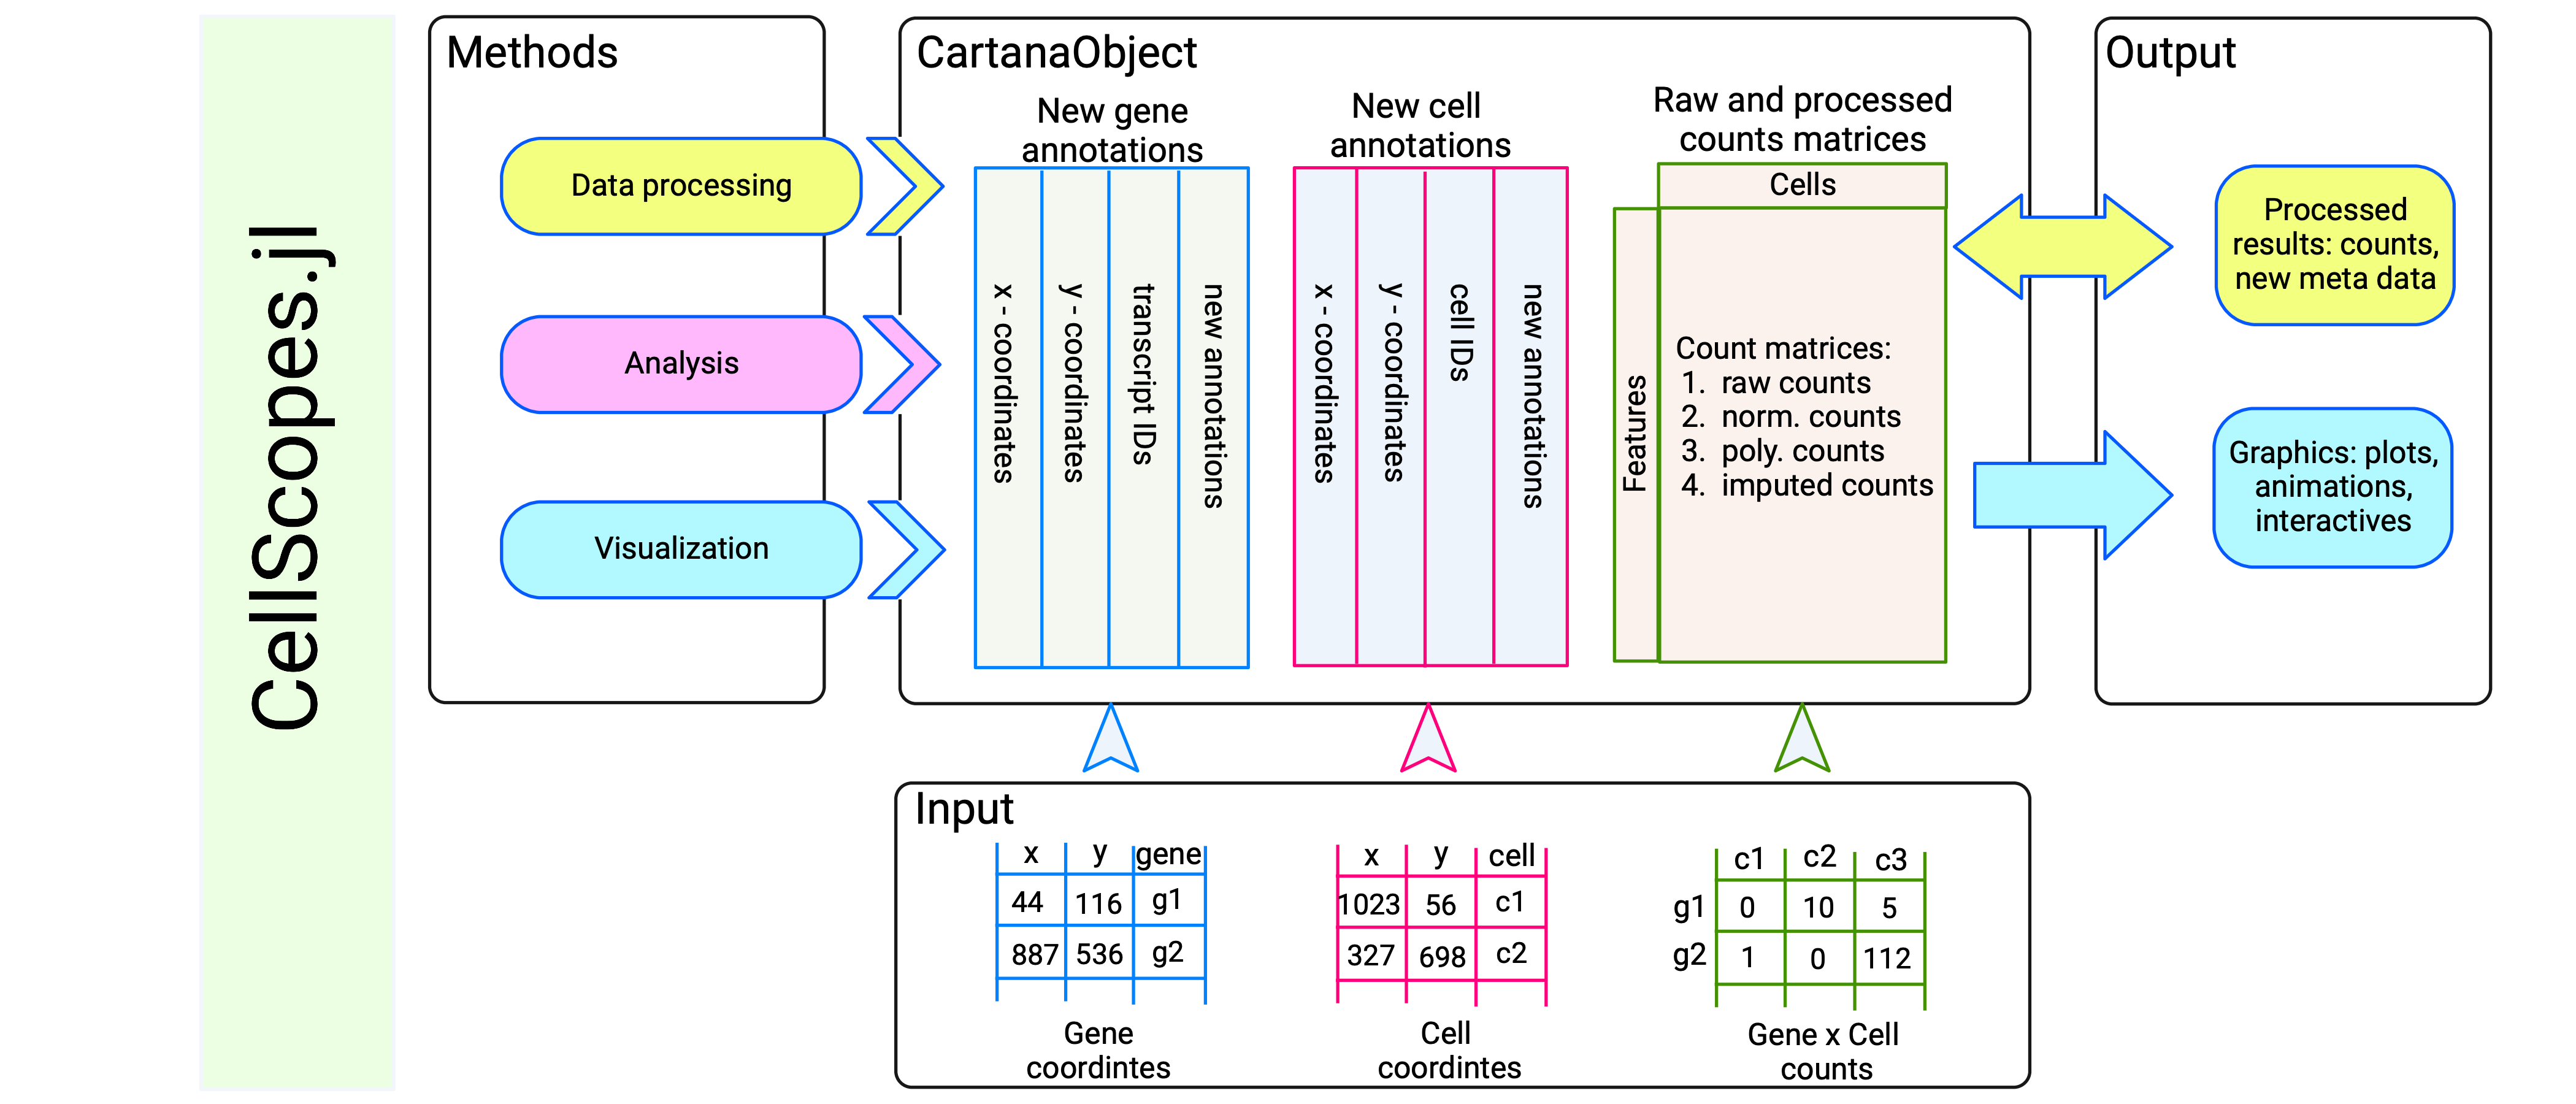 CellScopes.jl
Methods
Data processing
Analysis
Visualization
CartanaObject
New gene
annotations
x - coordinates
y - coordinates
transcript IDs
new annotations
New cell
annotations
x - coordinates
y - coordinates
cell IDs
new annotations
Raw and processed
counts matrices
Cells
Features
Count matrices:
1. raw counts
2. norm. counts
3. poly. counts
4. imputed counts
Output
Processed
results: counts,
new meta data
Graphics: plots,
animations,
interactives
Input
x y gene
44 116 g1
887 536 g2
Gene
coordintes
x y cell
1023 56 c1
327 698 c2
Cell
coordintes
c1 c2 c3
g1 0 10 5
g2 1 0 112
Gene x Cell
counts